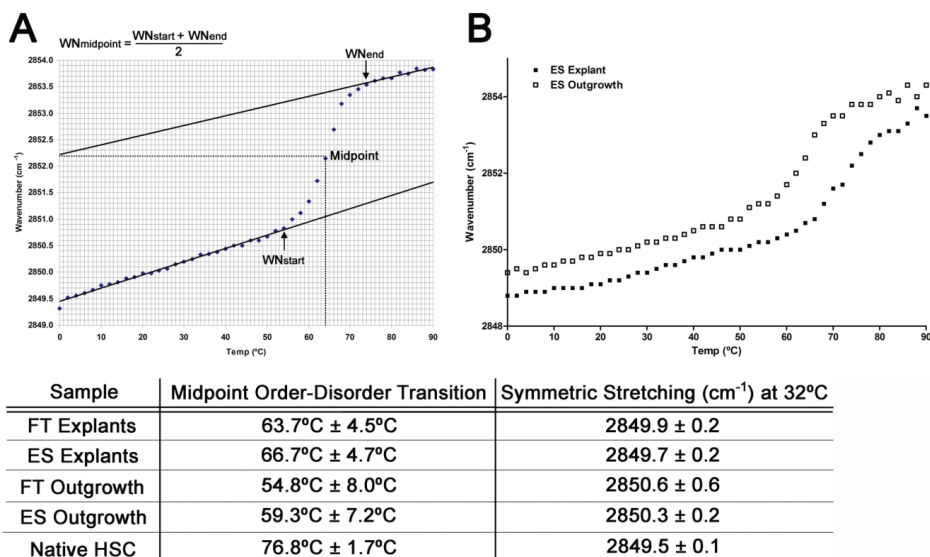 A
WNmidpoint = WNstart + WNend
2
WNend
2854.0
2853.5
2853.0
2852.5
2852.0
2851.5
2851.0
2850.5
2850.0
2849.5
2849.0
Wavenumber (cm-1)
Midpoint
WNstart
0 10 20 30 40 50 60 70 80 90
Temp (ºC)
B
ES Explant
ES Outgrowth
2854
2852
2850
2848
Wavenumber (cm-1)
0 10 20 30 40 50 60 70 80 90
Temp (ºC)
Sample Midpoint Order-Disorder Transition Symmetric Stretching (cm-1) at 32ºC
FT Explants 63.7ºC ± 4.5ºC 2849.9 ± 0.2
ES Explants 66.7ºC ± 4.7ºC 2849.7 ± 0.2
FT Outgrowth 54.8ºC ± 8.0ºC 2850.6 ± 0.6
ES Outgrowth 59.3ºC ± 7.2ºC 2850.3 ± 0.2
Native HSC 76.8ºC ± 1.7ºC 2849.5 ± 0.1